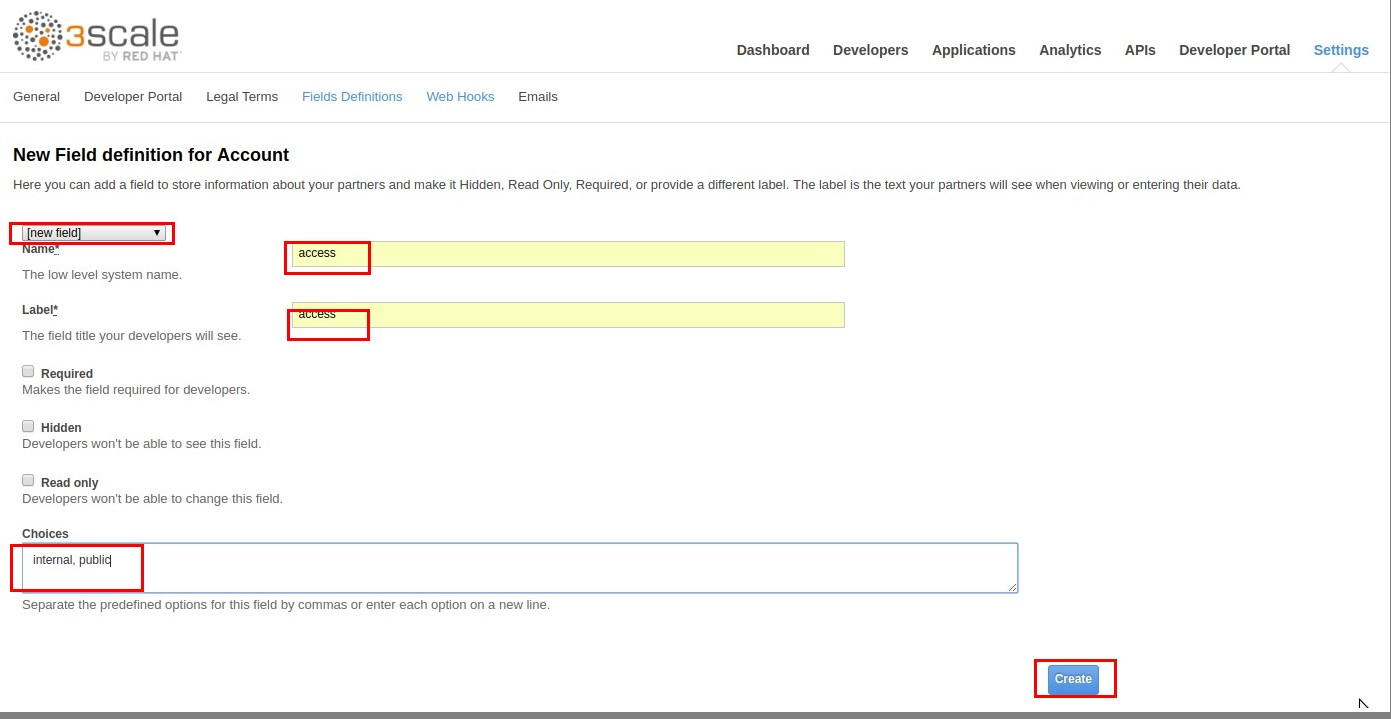 3scale
BY RED HAT
Dashboard Developers Applications Analytics APIs Developer Portal Settings
General Developer Portal Legal Terms Fields Definitions Web Hooks Emails
New Field definition for Account
Here you can add a field to store information about your partners and make it Hidden, Read Only, Required, or provide a different label. The label is the text your partners will see when viewing or entering their data.
[new field]
Name* access
The low level system name.
Label* access
The field title your developers will see.
Required
Makes the field required for developers.
Hidden
Developers won't be able to see this field.
Read only
Developers won't be able to change this field.
Choices
internal, public
Separate the predefined options for this field by commas or enter each option on a new line.
Create